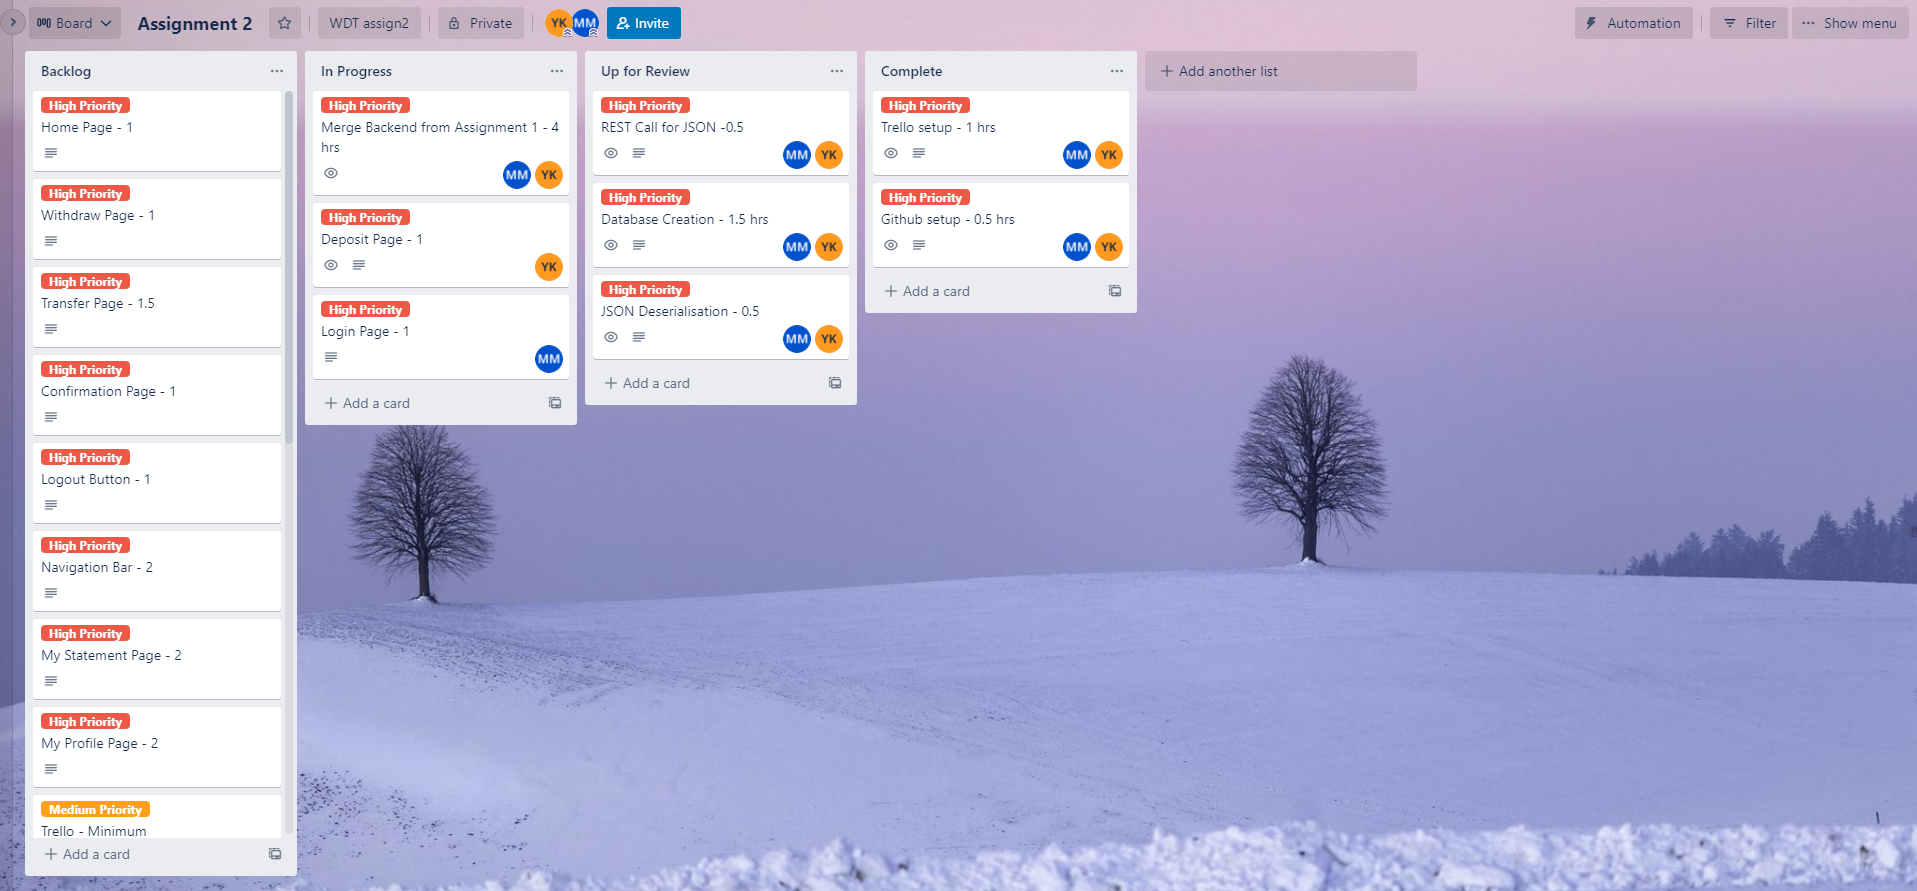 Board
Assignment 2
WDT assign2
Private
YK
MM
Invite
Automation
Filter
Show menu
Backlog
High Priority
Home Page - 1
High Priority
Withdraw Page - 1
High Priority
Transfer Page - 1.5
High Priority
Confirmation Page - 1
High Priority
Logout Button - 1
High Priority
Navigation Bar - 2
High Priority
My Statement Page - 2
High Priority
My Profile Page - 2
Medium Priority
Trello - Minimum
Add a card
In Progress
High Priority
Merge Backend from Assignment 1 - 4
hrs
MM
YK
High Priority
Deposit Page - 1
YK
High Priority
Login Page - 1
MM
Add a card
Up for Review
High Priority
REST Call for JSON -0.5
MM
YK
High Priority
Database Creation - 1.5 hrs
MM
YK
High Priority
JSON Deserialisation - 0.5
MM
YK
Add a card
Complete
High Priority
Trello setup - 1 hrs
MM
YK
High Priority
Github setup - 0.5 hrs
MM
YK
Add a card
Add another list